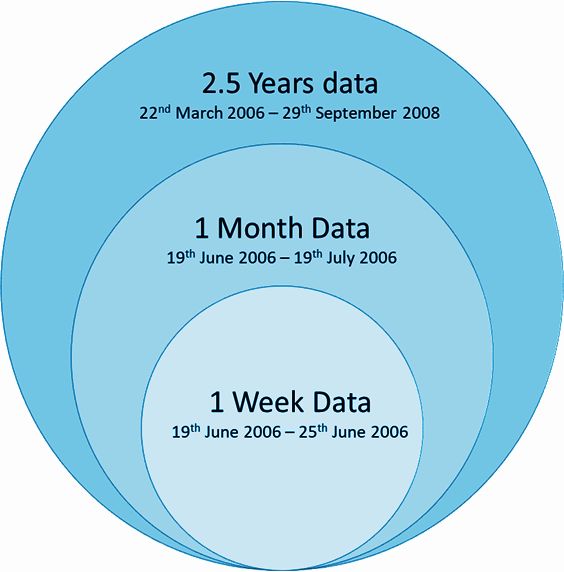 2.5 Years data
22nd March 2006 – 29th September 2008
1 Month Data
19th June 2006 – 19th July 2006
1 Week Data
19th June 2006 – 25th June 2006